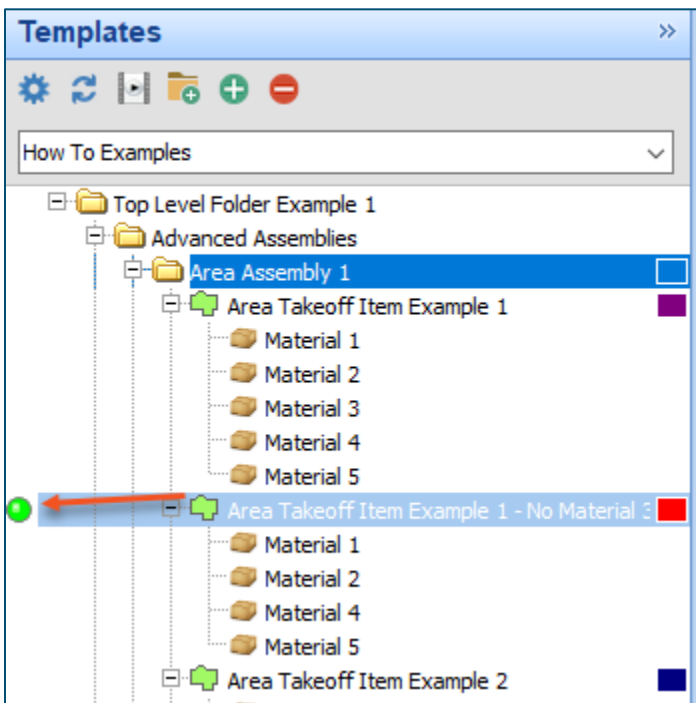 Templates
How To Examples
Top Level Folder Example 1
Advanced Assemblies
Area Assembly 1
Area Takeoff Item Example 1
Material 1
Material 2
Material 3
Material 4
Material 5
Area Takeoff Item Example 1 - No Material 3
Material 1
Material 2
Material 4
Material 5
Area Takeoff Item Example 2